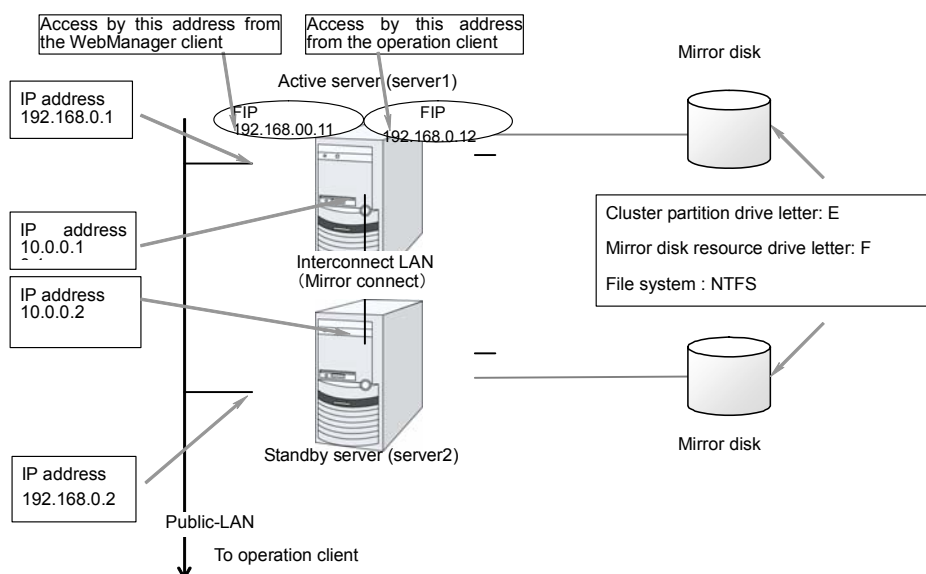 Access by this address from
the WebManager client
Access by this address
from the operation client
Mirror disk
Active server (server1)
IP address
192.168.0.1
FIP
192.168.00.11
FIP
192.168.0.12
Cluster partition drive letter: E
Mirror disk resource drive letter: F
File system : NTFS
IP address
10.0.0.1
Interconnect LAN
(Mirror connect)
IP address
10.0.0.2
Standby server (server2)
Mirror disk
IP address
192.168.0.2
Public-LAN
To operation client